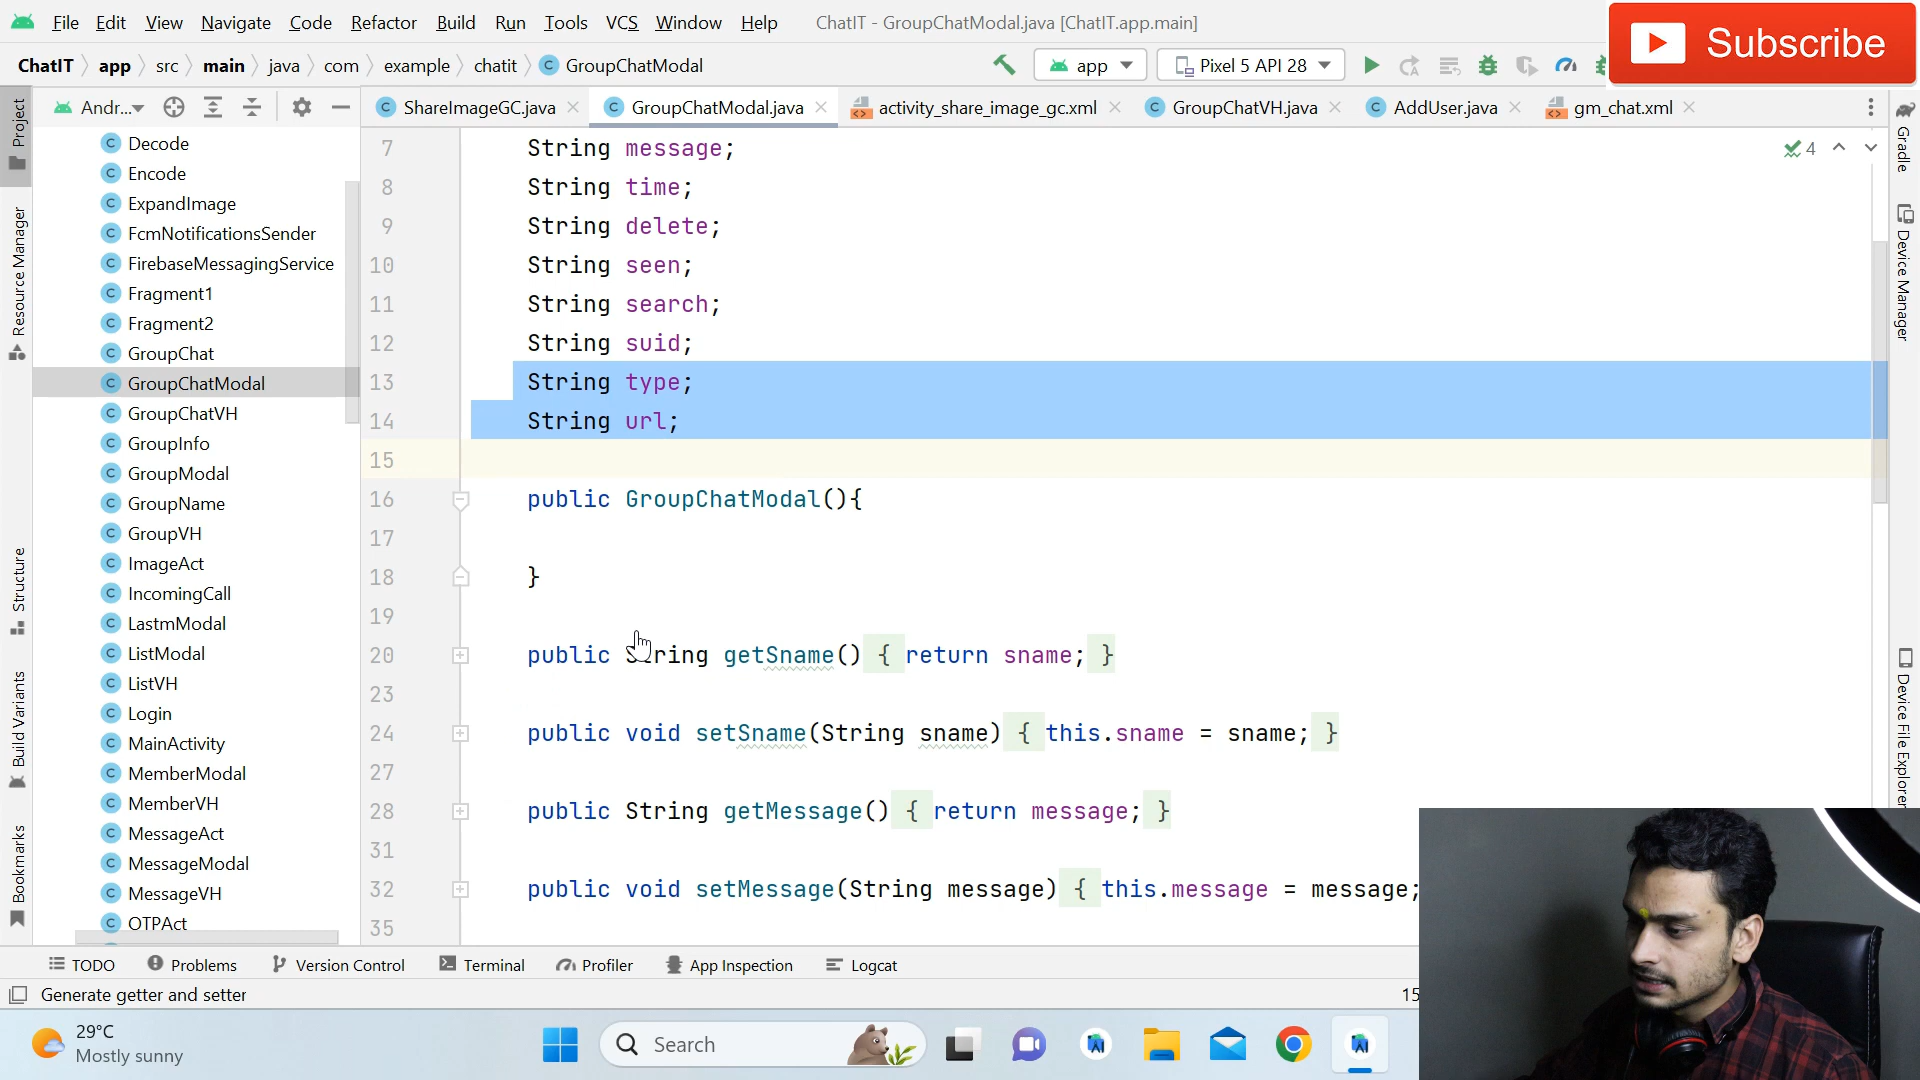 File Edit View Navigate Code Refactor Build Run Tools VCS Window Help ChatIT - GroupChatModal.java [ChatIT.app.main]
Subscribe
ChatIT app src main java com example chatit GroupChatModal app Pixel 5 API 28
Andr... ShareImageGC.java GroupChatModal.java activity_share_image_gc.xml GroupChatVH.java AddUser.java gm_chat.xml
Project
Resource Manager
Structure
Build Variants
Bookmarks
Decode
Encode
ExpandImage
FcmNotificationsSender
FirebaseMessagingService
Fragment1
Fragment2
GroupChat
GroupChatModal
GroupChatVH
GroupInfo
GroupModal
GroupName
GroupVH
ImageAct
IncomingCall
LastmModal
ListModal
ListVH
Login
MainActivity
MemberModal
MemberVH
MessageAct
MessageModal
MessageVH
OTPAct
7 String message;
8 String time;
9 String delete;
10 String seen;
11 String search;
12 String suid;
13 String type;
14 String url;
15
16 public GroupChatModal(){
17
18 }
19
20 public String getSname() { return sname; }
23
24 public void setSname(String sname) { this.sname = sname; }
27
28 public String getMessage() { return message; }
31
32 public void setMessage(String message) { this.message = message;
35
4
Gradle
Device Manager
Device File Explorer
TODO Problems Version Control Terminal Profiler App Inspection Logcat
Generate getter and setter 15
29°C
Mostly sunny
Search